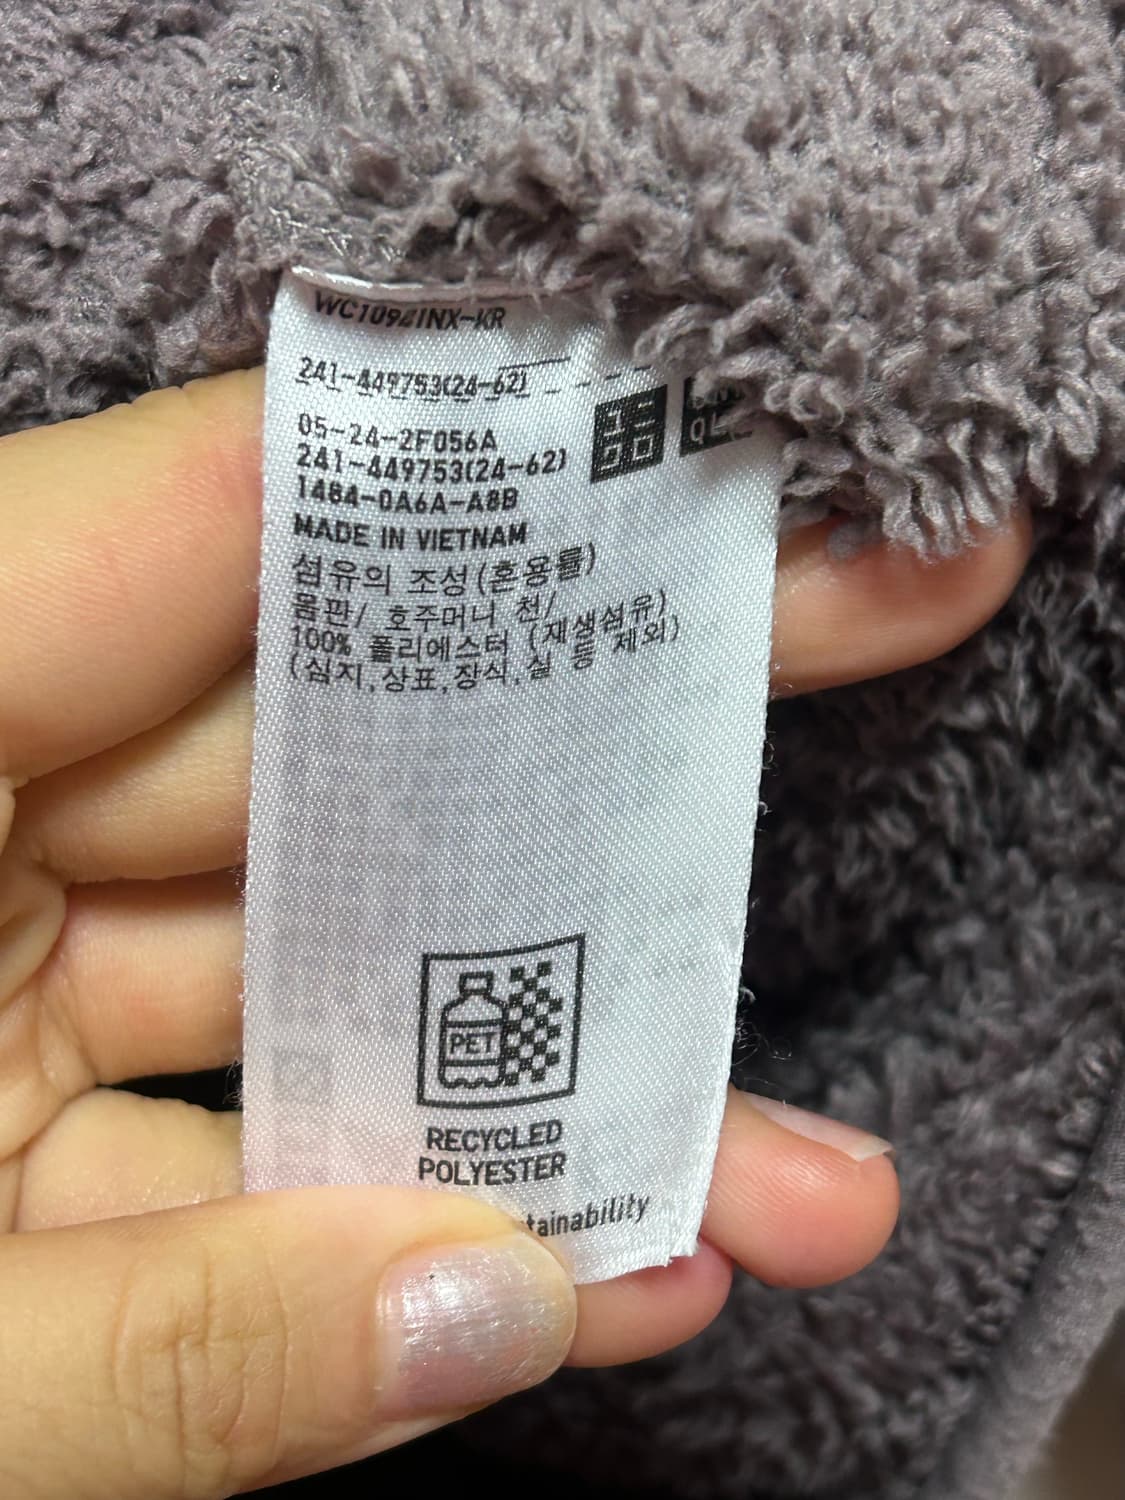 241-449753(24-62)
05-24-2F056A
241-449753(24-62)
1484-0A6A-A8B
MADE IN VIETNAM
섬유의 조성(혼용률)
몸판/ 호주머니 천/
100% 폴리에스터 (재생섬유)
(심지,상표,장식,실 등 제외)
PET
RECYCLED
POLYESTER